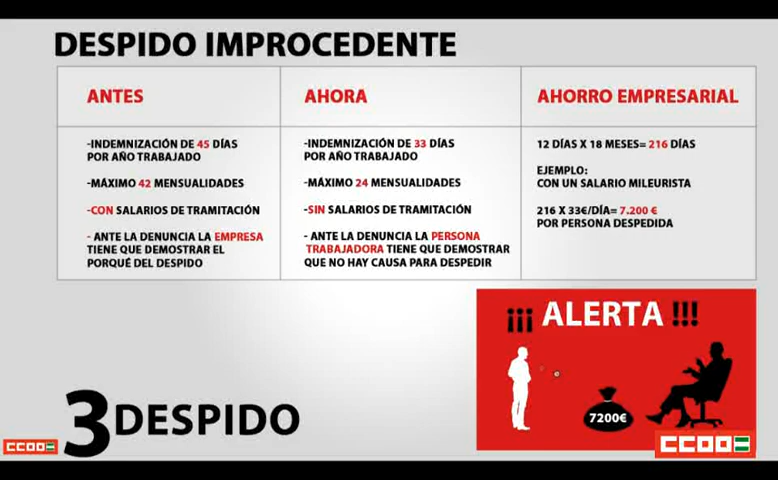 DESPIDO IMPROCEDENTE
ANTES
-INDEMNIZACIÓN DE 45 DÍAS
POR AÑO TRABAJADO
-MÁXIMO 42 MENSUALIDADES
-CON SALARIOS DE TRAMITACIÓN
- ANTE LA DENUNCIA LA EMPRESA
TIENE QUE DEMOSTRAR EL
PORQUÉ DEL DESPIDO
AHORA
-INDEMNIZACIÓN DE 33 DÍAS
POR AÑO TRABAJADO
-MÁXIMO 24 MENSUALIDADES
-SIN SALARIOS DE TRAMITACIÓN
- ANTE LA DENUNCIA LA PERSONA
TRABAJADORA TIENE QUE DEMOSTRAR
QUE NO HAY CAUSA PARA DESPEDIR
AHORRO EMPRESARIAL
12 DÍAS X 18 MESES= 216 DÍAS
EJEMPLO:
CON UN SALARIO MILEURISTA
216 X 33€/DÍA= 7.200 €
POR PERSONA DESPEDIDA
¡¡¡ ALERTA !!!
7200€
CCOO
3 DESPIDO
CCOO